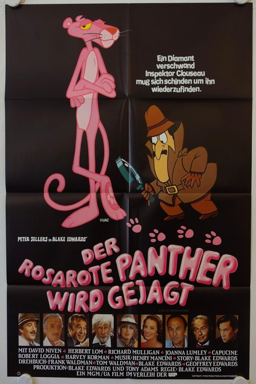 Ein Diamant
verschwand
Inspektor Clouseau
muß sich schinden um ihn
wiederzufinden.
PETER SELLERS in BLAKE EDWARDS'
DER
ROSAROTE PANTHER
WIRD GEJAGT
MIT DAVID NIVEN · HERBERT LOM · RICHARD MULLIGAN · JOANNA LUMLEY · CAPUCINE
ROBERT LOGGIA · HARVEY KORMAN · MUSIK: HENRY MANCINI · STORY: BLAKE EDWARDS
DREHBUCH: FRANK WALDMAN · TOM WALDMAN · BLAKE EDWARDS · GEOFFREY EDWARDS
PRODUKTION: BLAKE EDWARDS UND TONY ADAMS REGIE: BLAKE EDWARDS
EIN MGM/UA FILM IM VERLEIH DER UIP